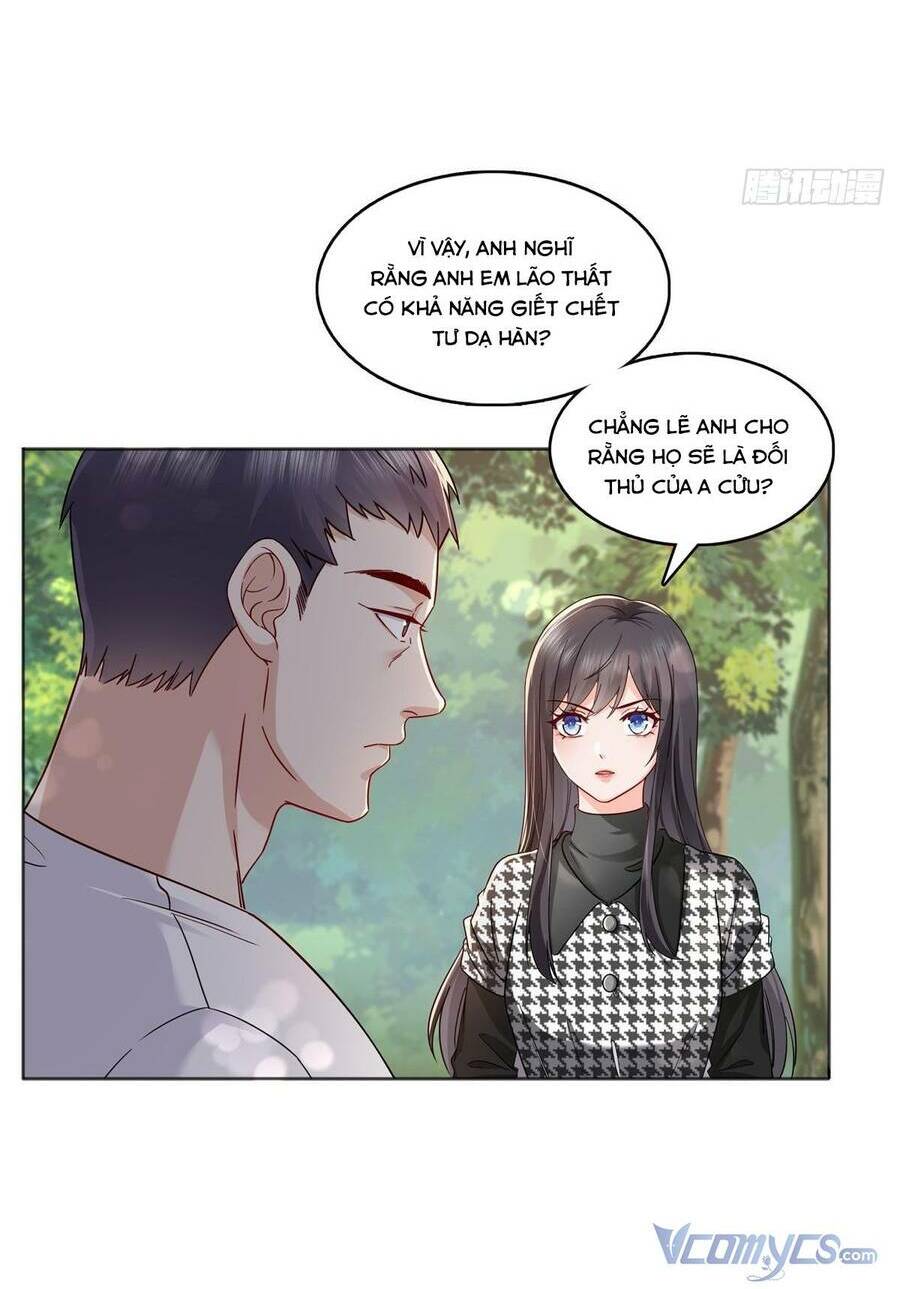 腾讯动漫
VÌ VẬY, ANH NGHĨ
RẰNG ANH EM LÃO THẤT
CÓ KHẢ NĂNG GIẾT CHẾT
TƯ DẠ HÀN?
CHẲNG LẼ ANH CHO
RẰNG HỌ SẼ LÀ ĐỐI
THỦ CỦA A CỬU?
VCOMYCS.com